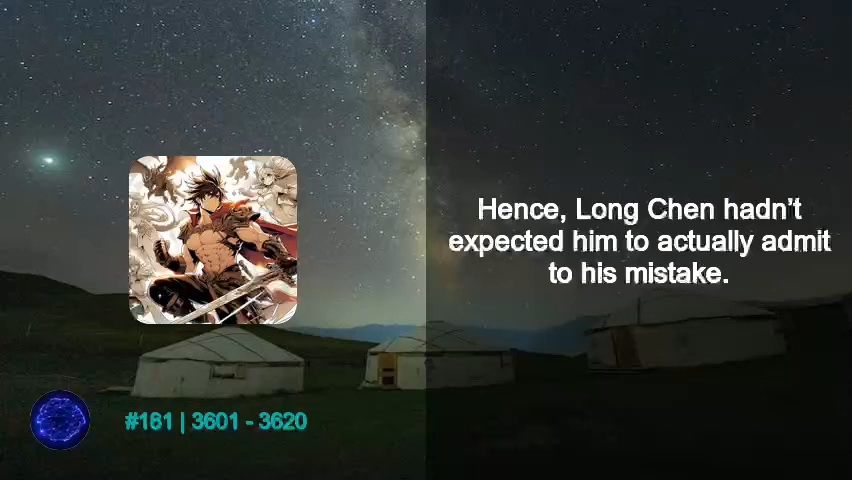 Hence, Long Chen hadn't
expected him to actually admit
to his mistake.
#181 | 3601 - 3620